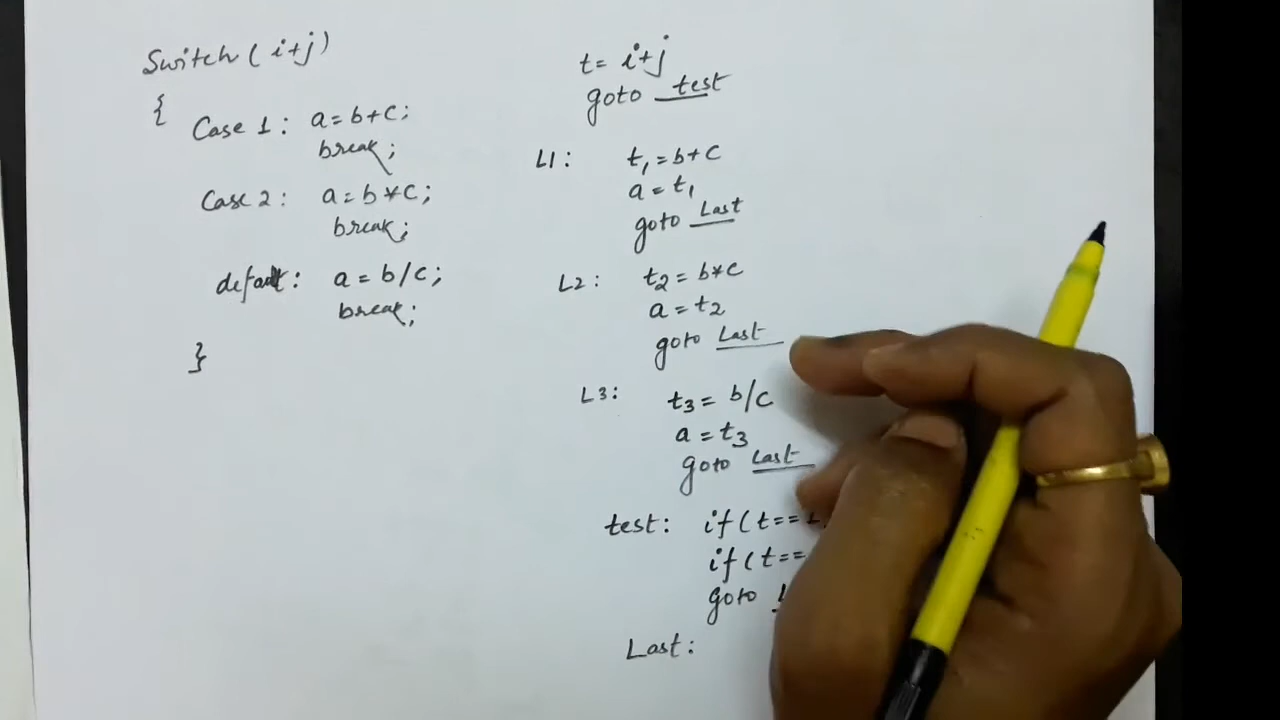 Switch ( i+j )
{
Case 1 : a = b + c ;
break ;
Case 2 : a = b * c ;
break ;
default : a = b / c ;
break ;
}
t = i+j
goto test
L1 : t1 = b + c
a = t1
goto Last
L2 : t2 = b * c
a = t2
goto Last
L3 : t3 = b / c
a = t3
goto Last
test : if ( t ==
if ( t ==
goto
Last :